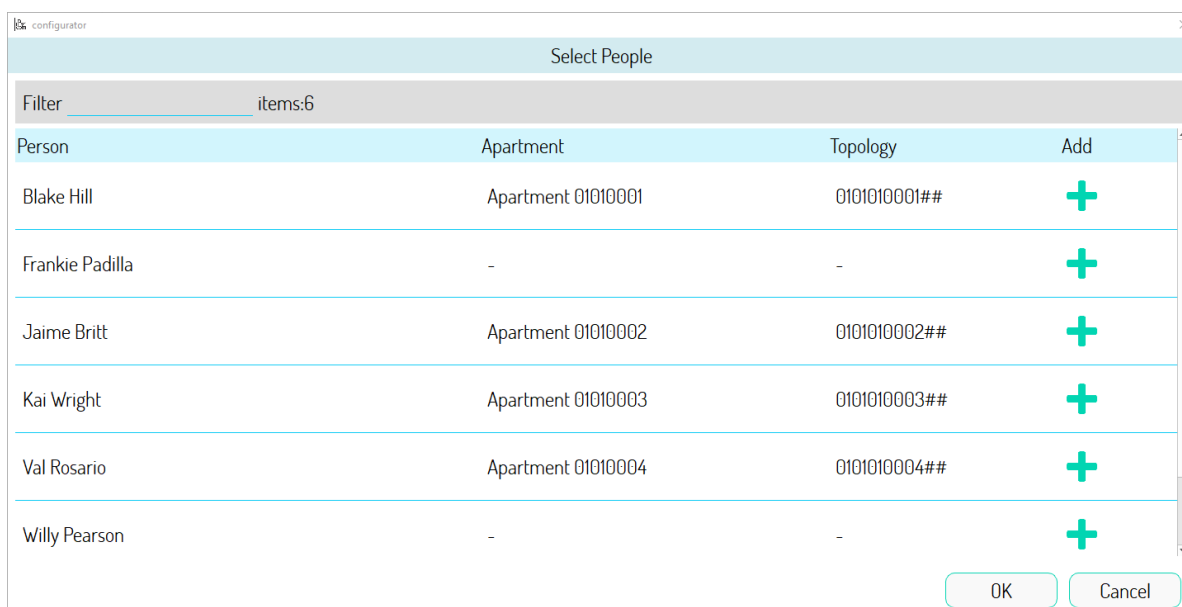 configurator
Select People
Filter items:6
Person Apartment Topology Add
Blake Hill Apartment 01010001 0101010001##
Frankie Padilla - -
Jaime Britt Apartment 01010002 0101010002##
Kai Wright Apartment 01010003 0101010003##
Val Rosario Apartment 01010004 0101010004##
Willy Pearson - -
OK Cancel